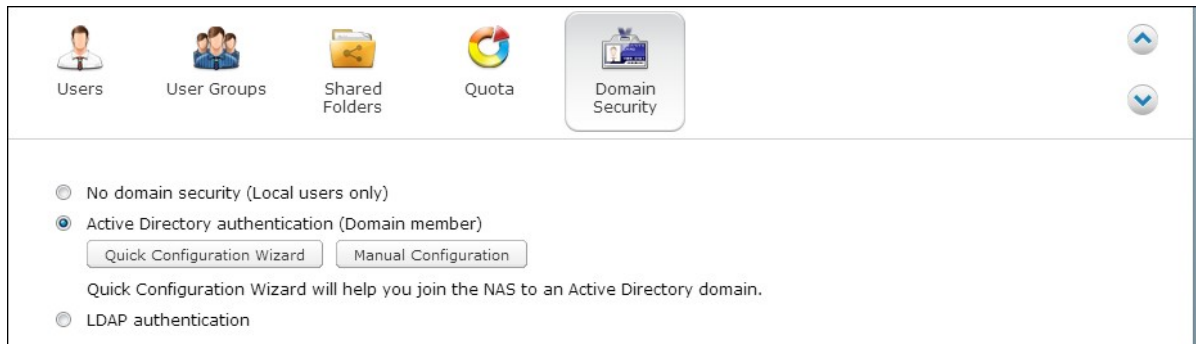 Users
User Groups
Shared
Folders
Quota
Domain
Security
No domain security (Local users only)
Active Directory authentication (Domain member)
Quick Configuration Wizard
Manual Configuration
Quick Configuration Wizard will help you join the NAS to an Active Directory domain.
LDAP authentication